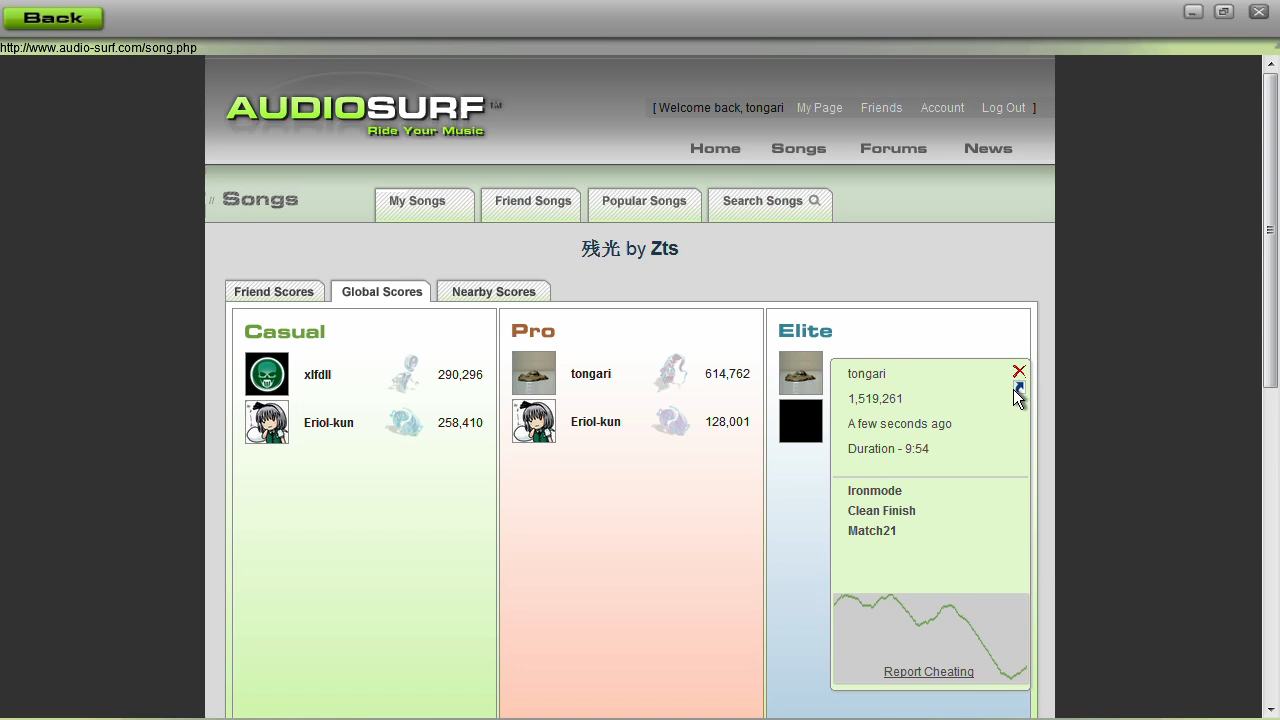 Back
http://www.audio-surf.com/song.php
AUDIOSURF™
Ride Your Music
[ Welcome back, tongari My Page Friends Account Log Out ]
Home Songs Forums News
// Songs
My Songs Friend Songs Popular Songs Search Songs
残光 by Zts
Friend Scores Global Scores Nearby Scores
Casual
xlfdll 290,296
Eriol-kun 258,410
Pro
tongari 614,762
Eriol-kun 128,001
Elite
tongari
1,519,261
A few seconds ago
Duration - 9:54
Ironmode
Clean Finish
Match21
Report Cheating